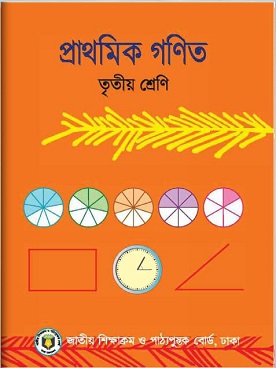 প্রাথমিক গণিত
তৃতীয় শ্রেণি
জাতীয় শিক্ষাক্রম ও পাঠ্যপুস্তক বোর্ড, ঢাকা